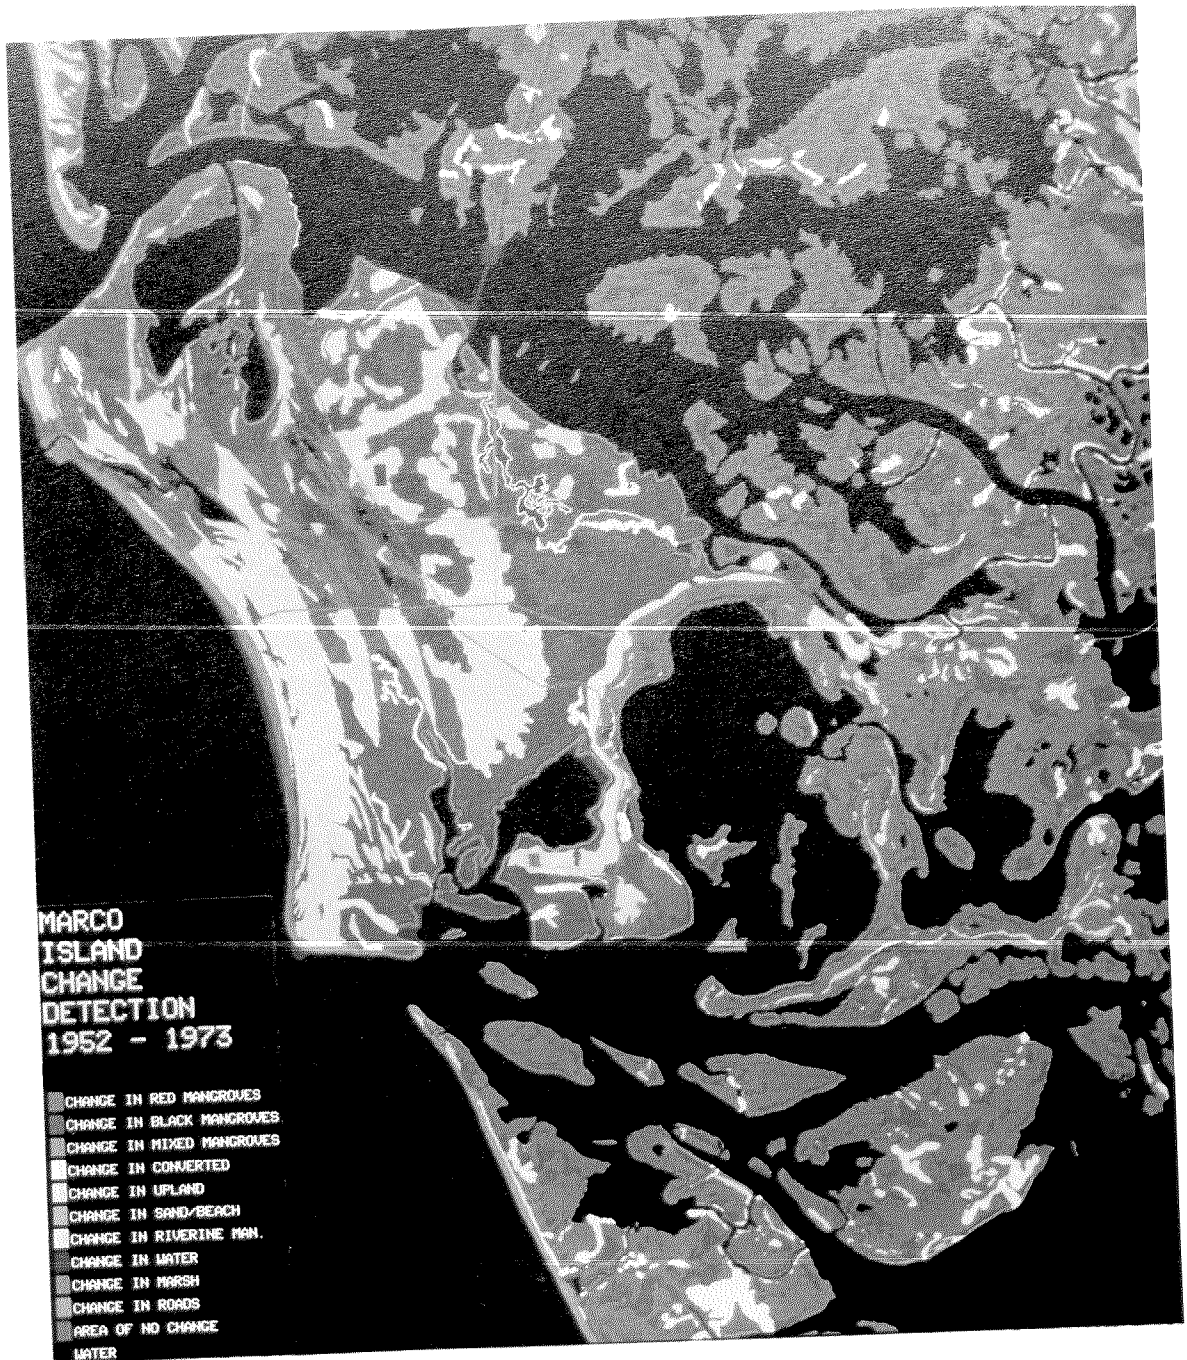 MARCO
ISLAND
CHANGE
DETECTION
1952 - 1973
CHANGE IN RED MANGROVES
CHANGE IN BLACK MANGROVES
CHANGE IN MIXED MANGROVES
CHANGE IN CONVERTED
CHANGE IN UPLAND
CHANGE IN SAND/BEACH
CHANGE IN RIVERINE MAN.
CHANGE IN WATER
CHANGE IN MARSH
CHANGE IN ROADS
AREA OF NO CHANGE
WATER